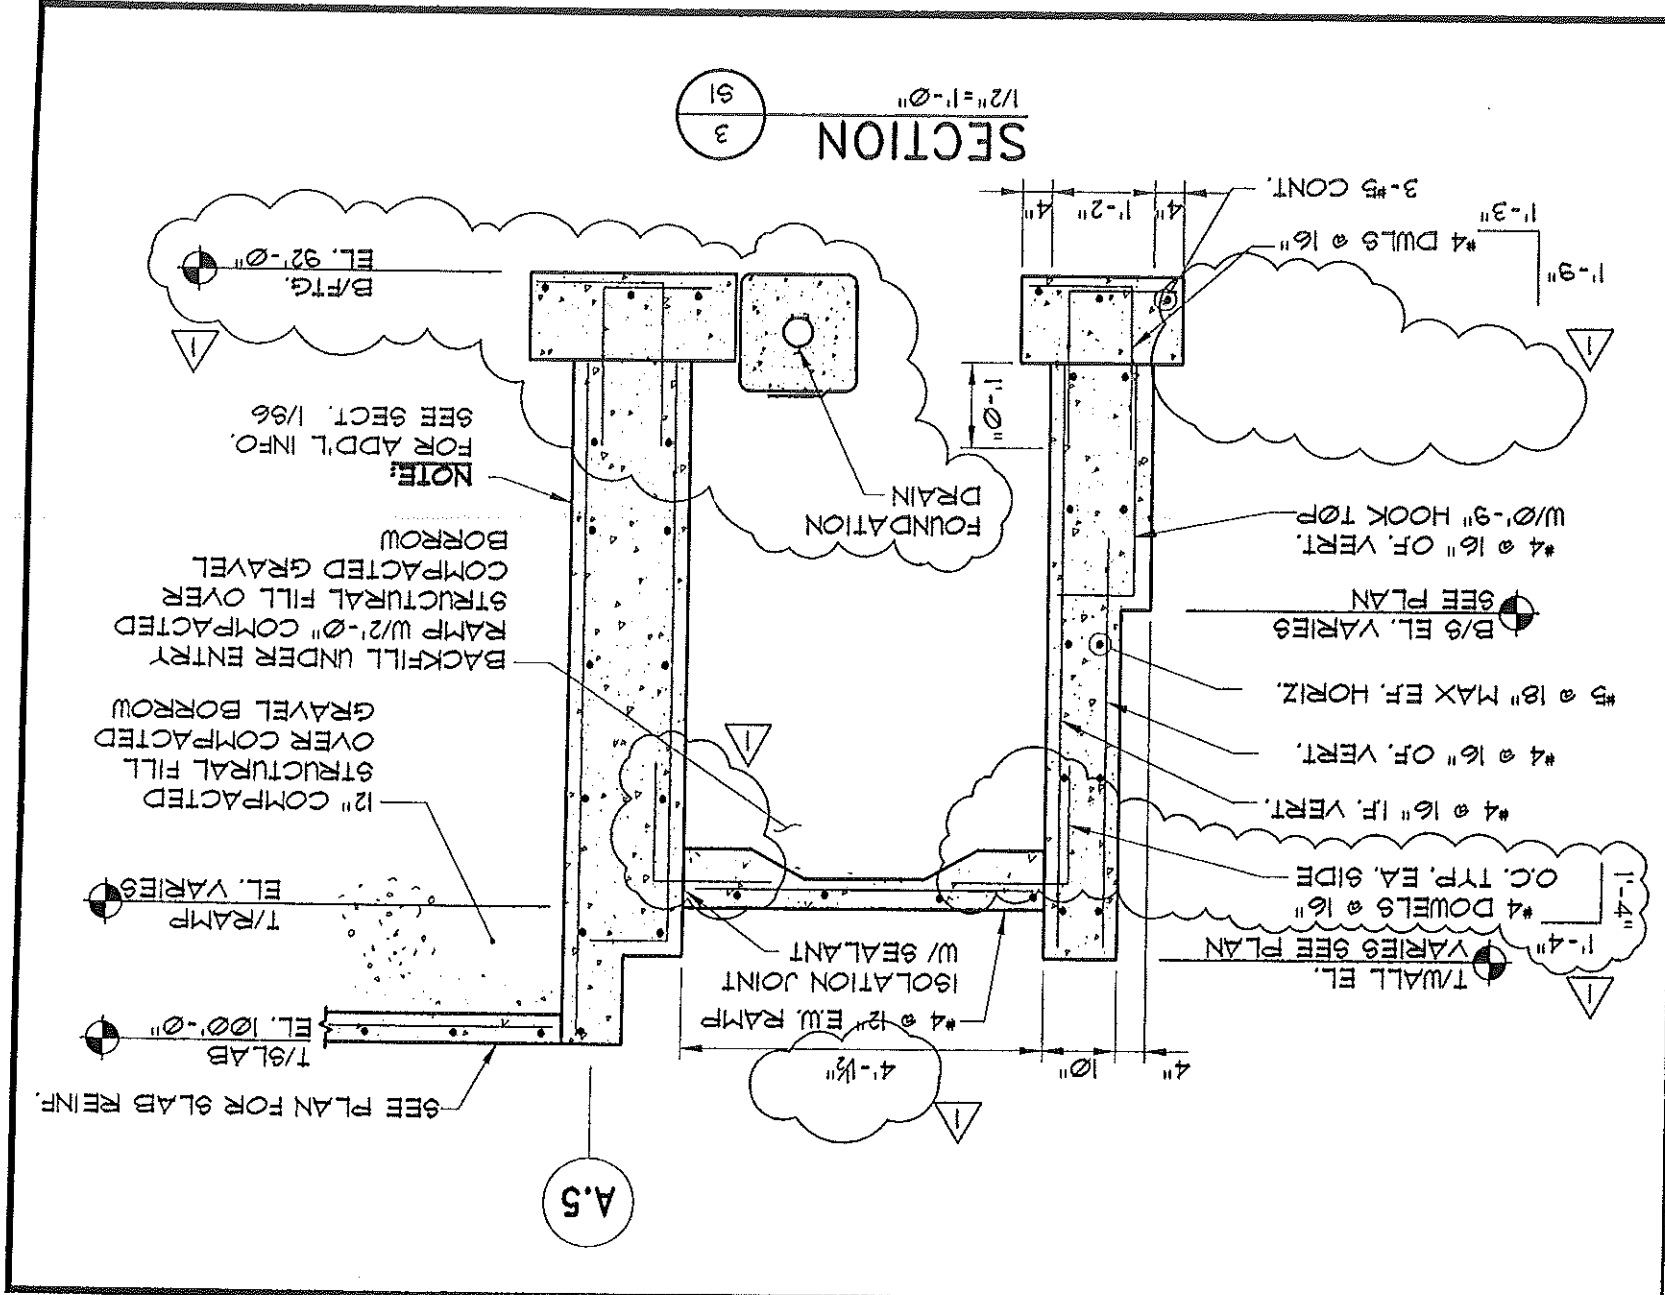 A.5
SEE PLAN FOR SLAB REINF.
T/SLAB
EL. 100'-0"
T/RAMP
EL. VARIES
12" COMPACTED
STRUCTURAL FILL
OVER COMPACTED
GRAVEL BORROW
BACKFILL UNDER ENTRY
RAMP W/2'-0" COMPACTED
STRUCTURAL FILL OVER
COMPACTED GRAVEL
BORROW
NOTE:
FOR ADD'L INFO.
SEE SECT. 1/S6
1
B/FTG.
EL. 92'-0"
1
4'-1½"
4"
10"
#4 @ 12" E.W. RAMP
ISOLATION JOINT
W/ SEALANT
1
FOUNDATION
DRAIN
1
T/WALL EL.
VARIES SEE PLAN
1'-4"
1'-4"
#4 DOWELS @ 16"
O.C. TYP. EA. SIDE
#4 @ 16" I.F. VERT.
#4 @ 16" O.F. VERT.
#5 @ 18" MAX E.F. HORIZ.
B/S EL. VARIES
SEE PLAN
#4 @ 16" O.F. VERT.
W/0'-9" HOOK TOP
1'-0"
1
1'-9"
1'-3"
#4 DWLS @ 16"
3-#5 CONT.
4"
1'-2"
4"
SECTION
1/2"=1'-0"
3
S1